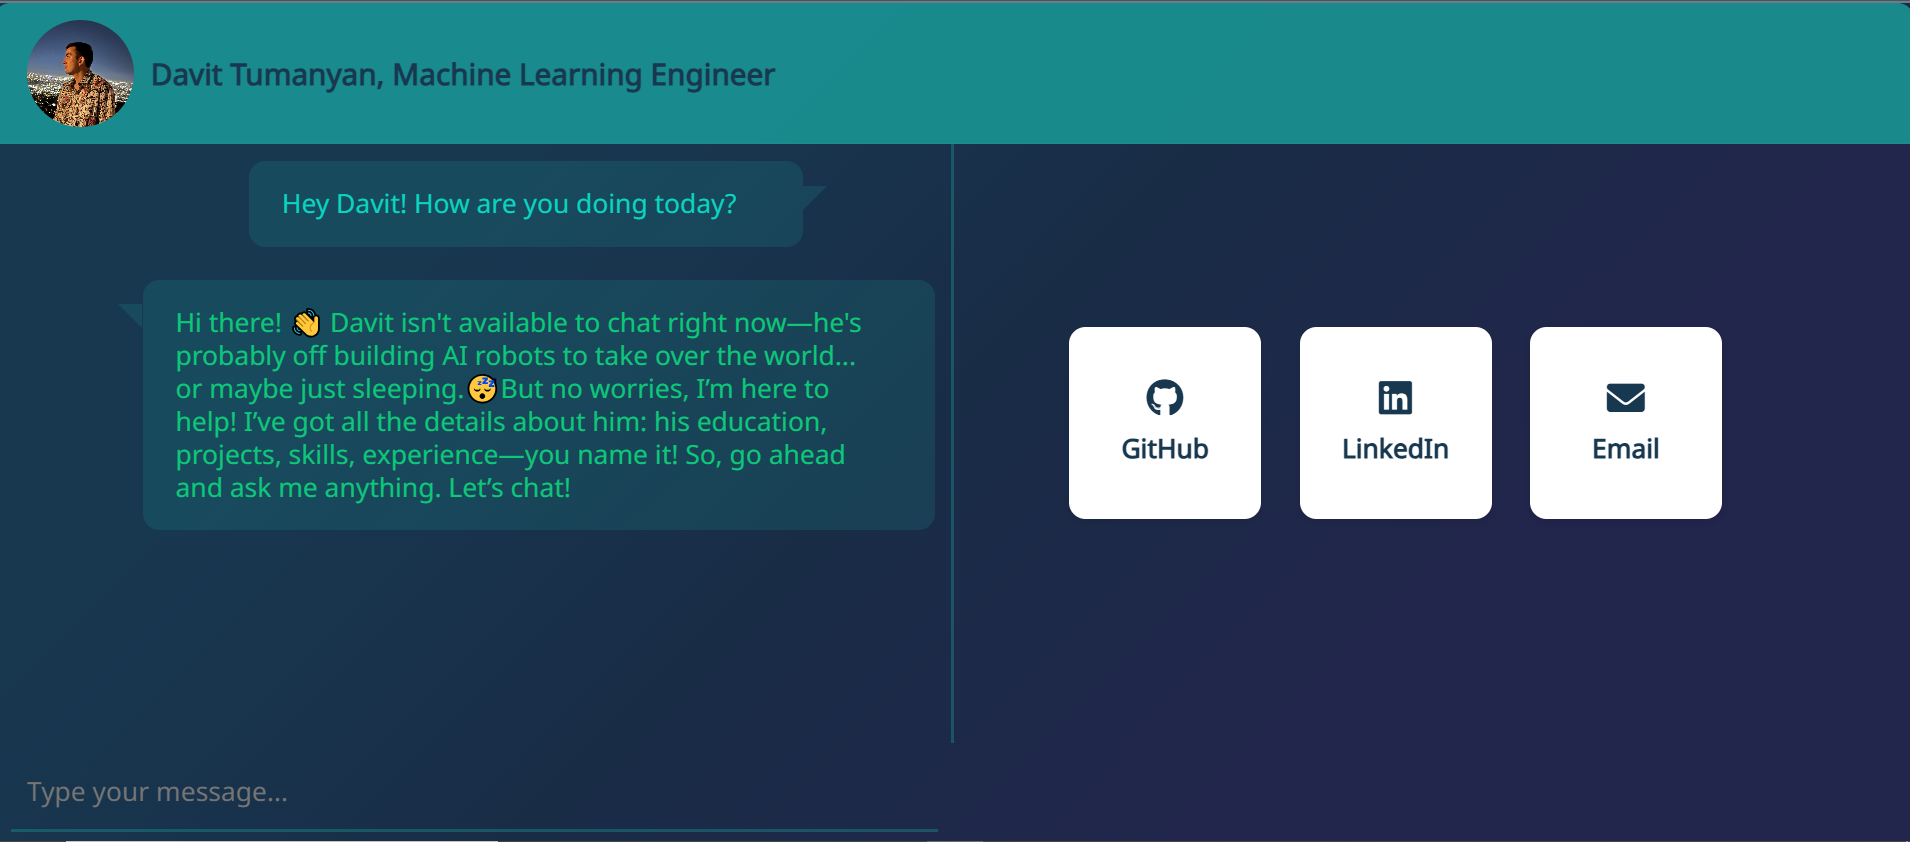 Davit Tumanyan, Machine Learning Engineer
Hey Davit! How are you doing today?
Hi there! 👋 Davit isn't available to chat right now—he's
probably off building AI robots to take over the world...
or maybe just sleeping.😴But no worries, I’m here to
help! I’ve got all the details about him: his education,
projects, skills, experience—you name it! So, go ahead
and ask me anything. Let’s chat!
GitHub
LinkedIn
Email
Type your message...